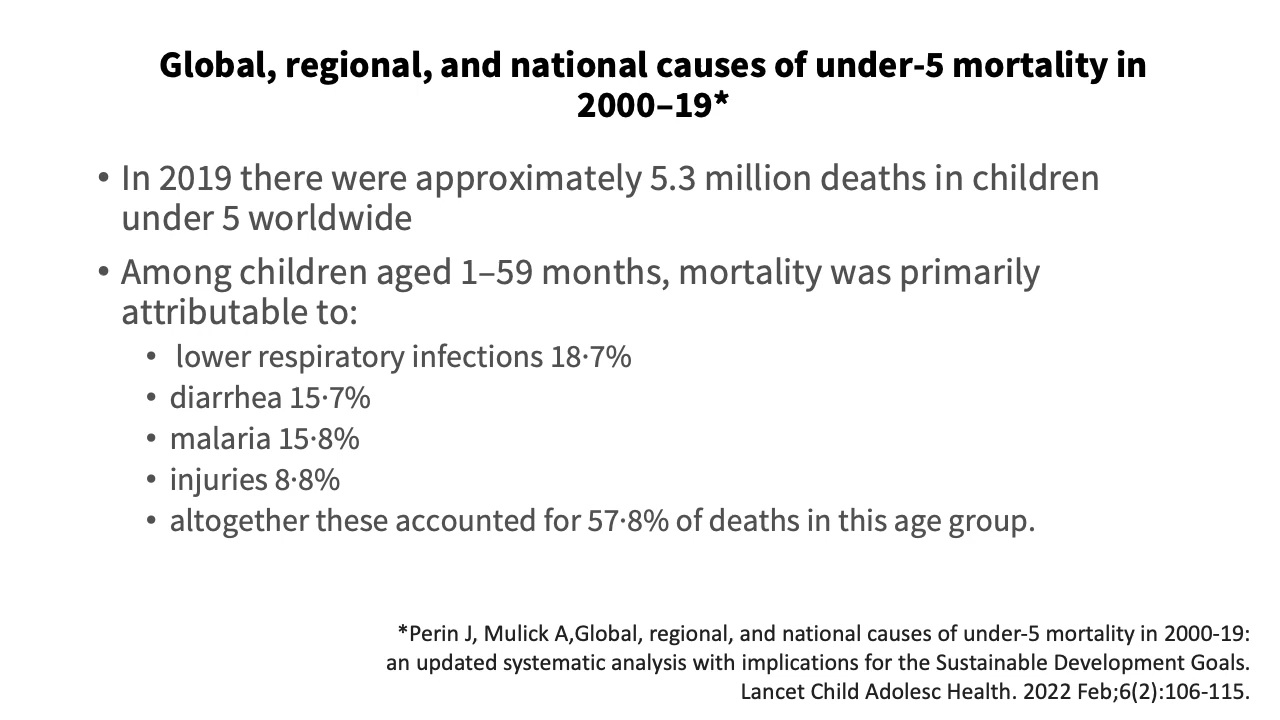 Global, regional, and national causes of under-5 mortality in
2000–19*
• In 2019 there were approximately 5.3 million deaths in children
under 5 worldwide
• Among children aged 1–59 months, mortality was primarily
attributable to:
• lower respiratory infections 18·7%
• diarrhea 15·7%
• malaria 15·8%
• injuries 8·8%
• altogether these accounted for 57·8% of deaths in this age group.
*Perin J, Mulick A,Global, regional, and national causes of under-5 mortality in 2000-19:
an updated systematic analysis with implications for the Sustainable Development Goals.
Lancet Child Adolesc Health. 2022 Feb;6(2):106-115.